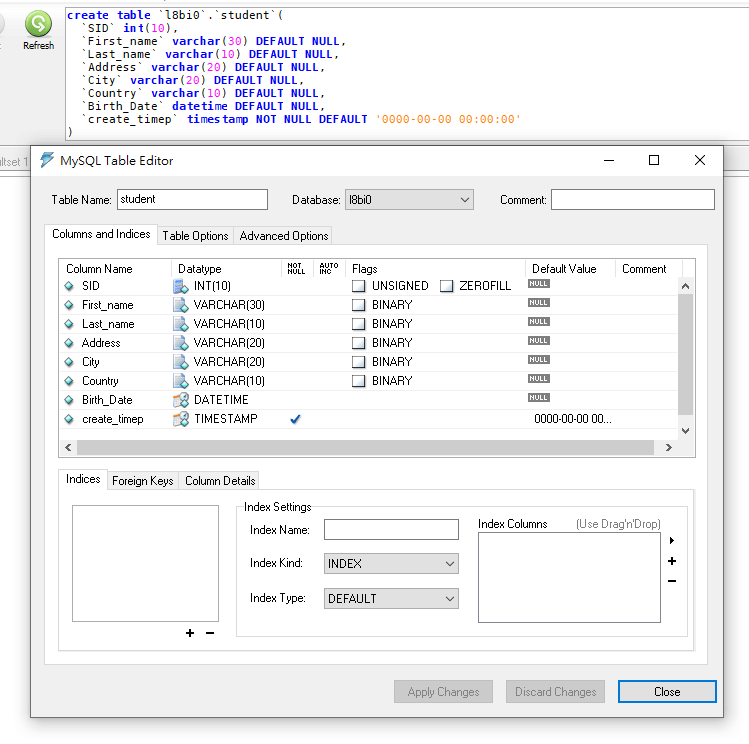 Refresh
create table `l8bi0`.`student`(
`SID` int(10),
`First_name` varchar(30) DEFAULT NULL,
`Last_name` varchar(10) DEFAULT NULL,
`Address` varchar(20) DEFAULT NULL,
`City` varchar(20) DEFAULT NULL,
`Country` varchar(10) DEFAULT NULL,
`Birth_Date` datetime DEFAULT NULL,
`create_timep` timestamp NOT NULL DEFAULT '0000-00-00 00:00:00'
)
MySQL Table Editor
Table Name: student Database: l8bi0 Comment:
Columns and Indices Table Options Advanced Options
Column Name Datatype NOT NULL AUTO INC Flags Default Value Comment
SID INT(10) UNSIGNED ZEROFILL NULL
First_name VARCHAR(30) BINARY NULL
Last_name VARCHAR(10) BINARY NULL
Address VARCHAR(20) BINARY NULL
City VARCHAR(20) BINARY NULL
Country VARCHAR(10) BINARY NULL
Birth_Date DATETIME NULL
create_timep TIMESTAMP 0000-00-00 00...
Indices Foreign Keys Column Details
Index Settings
Index Name:
Index Kind: INDEX
Index Type: DEFAULT
Index Columns (Use Drag'n'Drop)
Apply Changes Discard Changes Close